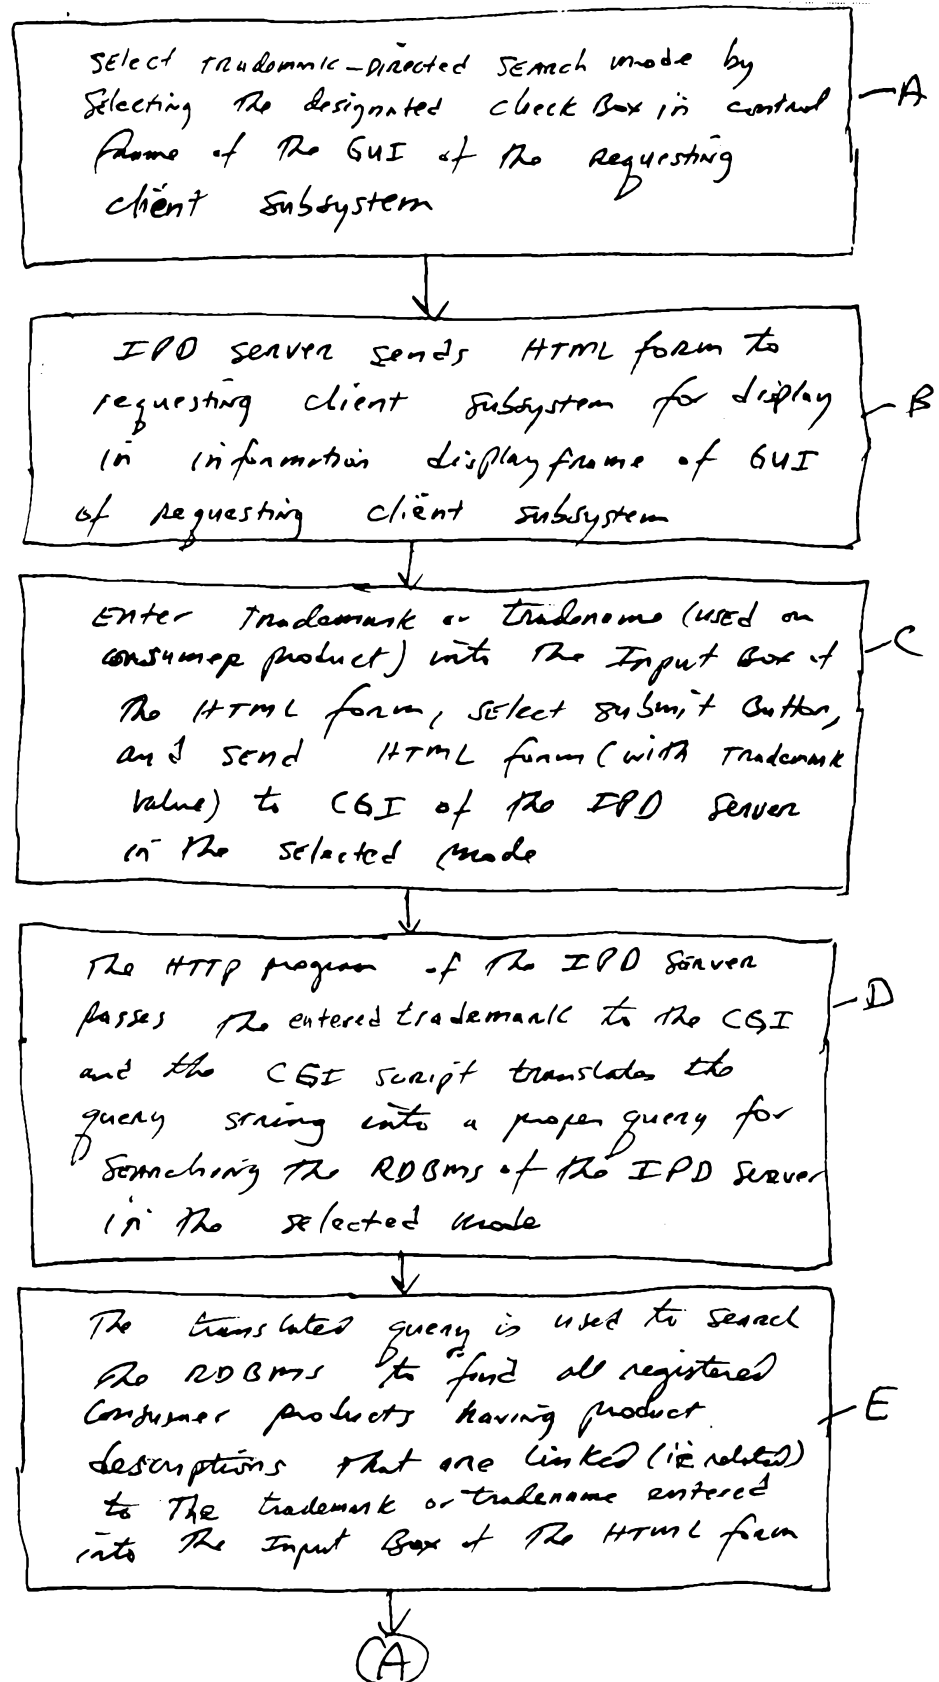 Select Trademark-Directed Search mode by
Selecting the designated check Box in control
frame of the GUI of the requesting
client subsystem
A
IPD server sends HTML form to
requesting client subsystem for display
in information display frame of GUI
of requesting client subsystem
B
Enter Trademark or tradename (used on
consumer product) into the Input Box of
the HTML form, select submit Button,
and send HTML form (with Trademark
Value) to CGI of the IPD Server
in the selected mode
C
The HTTP program of the IPD Server
passes the entered trademark to the CGI
and the CGI script translates the
query string into a proper query for
Searching the RDBMS of the IPD Server
in the selected mode
D
The translated query is used to search
the RDBMS to find all registered
Consumer products having product
descriptions that are linked (ie related)
to the trademark or tradename entered
into the Input Box of the HTML form
E
A